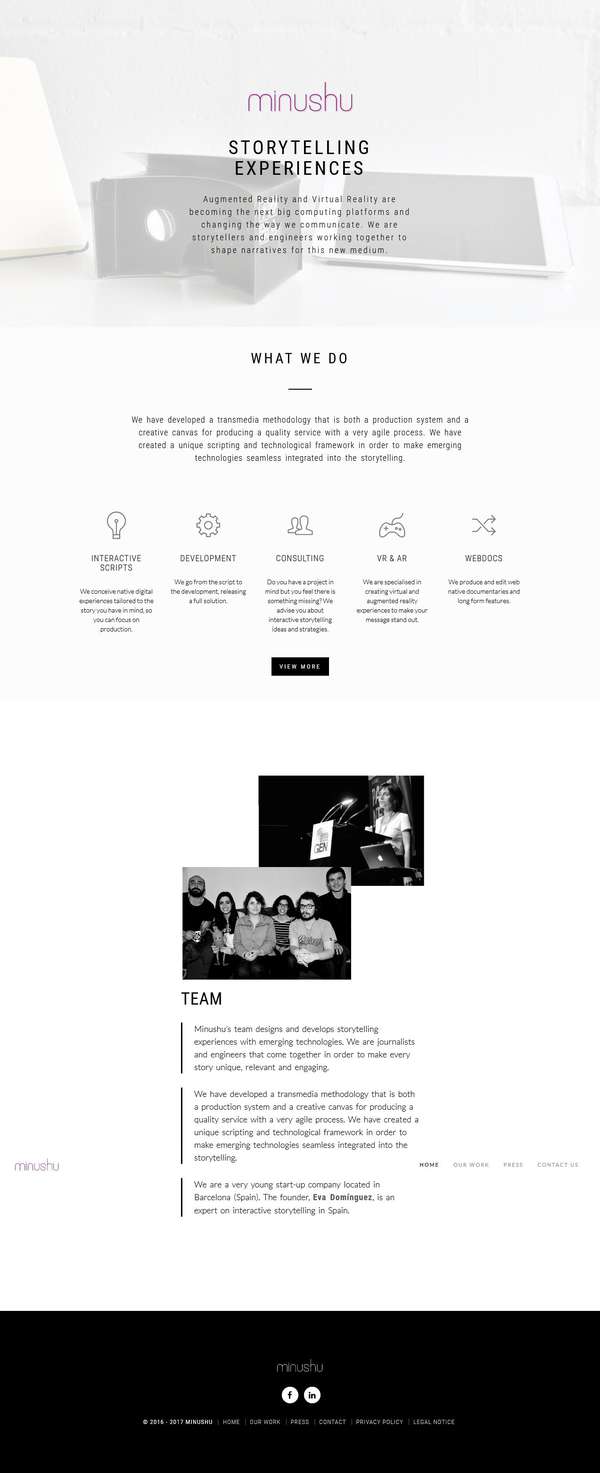 minushu
STORYTELLING
EXPERIENCES
Augmented Reality and Virtual Reality are
becoming the next big computing platforms and
changing the way we communicate. We are
storytellers and engineers working together to
shape narratives for this new medium.
WHAT WE DO
We have developed a transmedia methodology that is both a production system and a
creative canvas for producing a quality service with a very agile process. We have
created a unique scripting and technological framework in order to make emerging
technologies seamless integrated into the storytelling.
INTERACTIVE
SCRIPTS
We conceive native digital
experiences tailored to the
story you have in mind, so
you can focus on
production.
DEVELOPMENT
We go from the script to
the development, releasing
a full solution.
CONSULTING
Do you have a project in
mind but you feel there is
something missing? We
advise you about
interactive storytelling
ideas and strategies.
VR & AR
We are specialised in
creating virtual and
augmented reality
experiences to make your
message stand out.
WEBDOCS
We produce and edit web
native documentaries and
long form features.
VIEW MORE
GEN
TEAM
Minushu's team designs and develops storytelling
experiences with emerging technologies. We are journalists
and engineers that come together in order to make every
story unique, relevant and engaging.
We have developed a transmedia methodology that is both
a production system and a creative canvas for producing a
quality service with a very agile process. We have created a
unique scripting and technological framework in order to
make emerging technologies seamless integrated into the
storytelling.
minushu
HOME OUR WORK PRESS CONTACT US
We are a very young start-up company located in
Barcelona (Spain). The founder, Eva Domínguez, is an
expert on interactive storytelling in Spain.
minushu
f in
© 2016 - 2017 MINUSHU | HOME | OUR WORK | PRESS | CONTACT | PRIVACY POLICY | LEGAL NOTICE